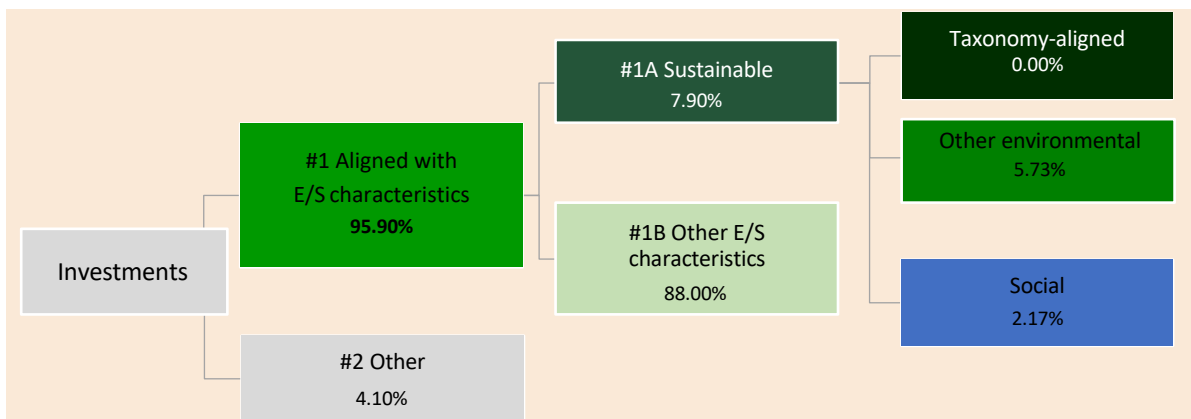 Investments
#1 Aligned with
E/S characteristics
95.90%
#2 Other
4.10%
#1A Sustainable
7.90%
#1B Other E/S
characteristics
88.00%
Taxonomy-aligned
0.00%
Other environmental
5.73%
Social
2.17%